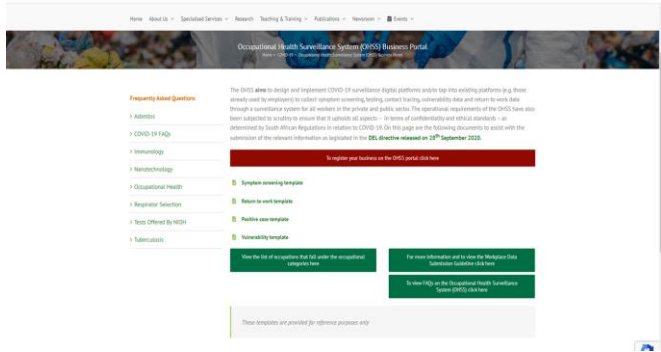 Home About Us Specialised Services Research Teaching & Training Publications Newsroom Events
Occupational Health Surveillance System (OHSS) Business Portal
Home > COVID-19 > Occupational Health Surveillance System (OHSS) Business Portal
Frequently Asked Questions
Asbestos
COVID-19 FAQs
Immunology
Nanotechnology
Occupational Health
Respirator Selection
Tests Offered By NIOH
Tuberculosis
The OHSS aims to design and implement COVID-19 surveillance digital platforms and/or tap into existing platforms (e.g. those
already used by employers) to collect symptom screening, testing, contact tracing, vulnerability data and return to work data
through a surveillance system for all workers in the private and public sector. The operational requirements of the OHSS have also
been subjected to scrutiny to ensure that it upholds all aspects – in terms of confidentiality and ethical standards – as
determined by South African Regulations in relation to COVID-19. On this page are the following documents to assist with the
submission of the relevant information as legislated in the DEL directive released on 28th September 2020.
To register your business on the OHSS portal click here
Symptom screening template
Return to work template
Positive case template
Vulnerability template
View the list of occupations that fall under the occupational
categories here
For more information and to view the Workplace Data
Submission Guideline click here
To view FAQs on the Occupational Health Surveillance
System (OHSS) click here
These templates are provided for reference purposes only